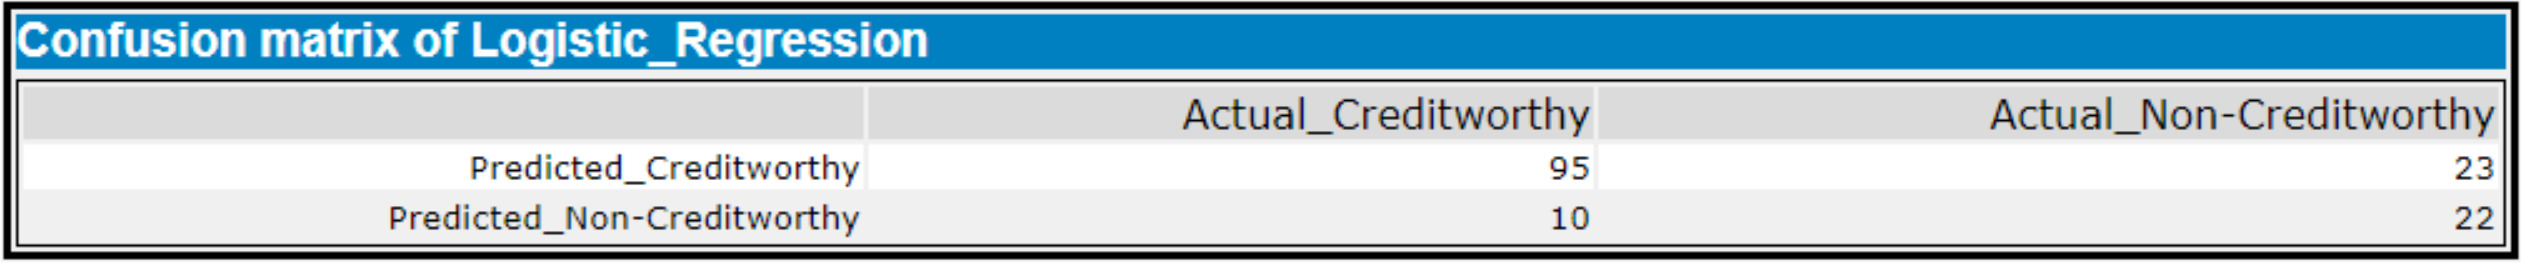 Confusion matrix of Logistic_Regression
Actual_Creditworthy Actual_Non-Creditworthy
Predicted_Creditworthy 95 23
Predicted_Non-Creditworthy 10 22